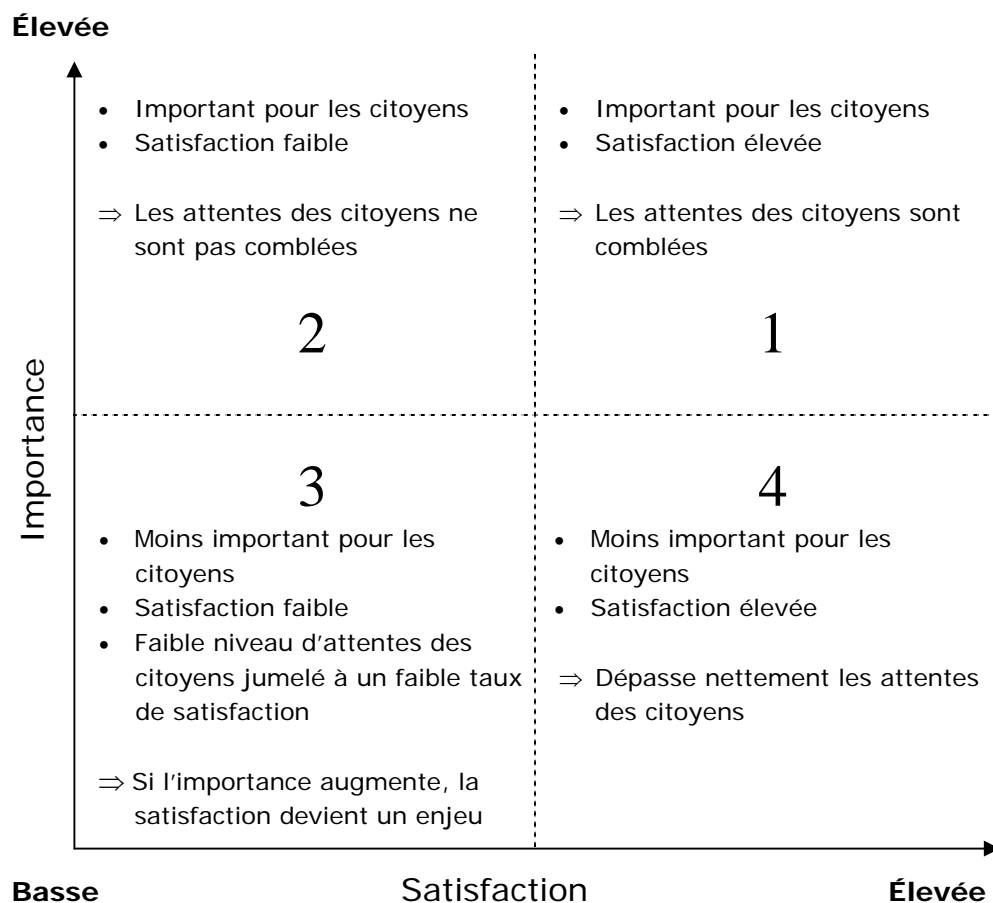 Élevée
• Important pour les citoyens
• Satisfaction faible
⇒ Les attentes des citoyens ne
sont pas comblées
2
• Important pour les citoyens
• Satisfaction élevée
⇒ Les attentes des citoyens sont
comblées
1
Importance
3
• Moins important pour les
citoyens
• Satisfaction faible
• Faible niveau d'attentes des
citoyens jumelé à un faible taux
de satisfaction
⇒ Si l'importance augmente, la
satisfaction devient un enjeu
4
• Moins important pour les
citoyens
• Satisfaction élevée
⇒ Dépasse nettement les attentes
des citoyens
Basse
Satisfaction
Élevée